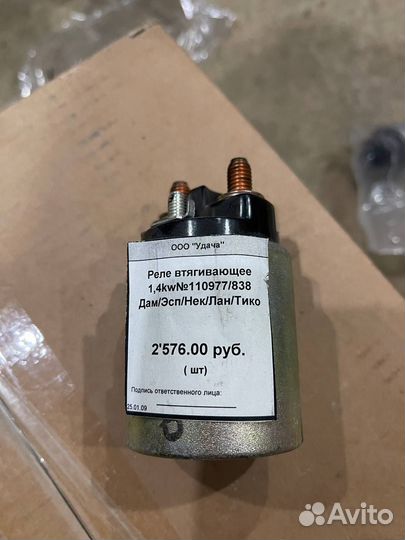 ООО "Удача"
Реле втягивающее
1,4kw№110977/838
Дам/Эсп/Нек/Лан/Тико
2'576.00 руб.
( шт)
Подпись ответственного лица:
25.01.09
Avito